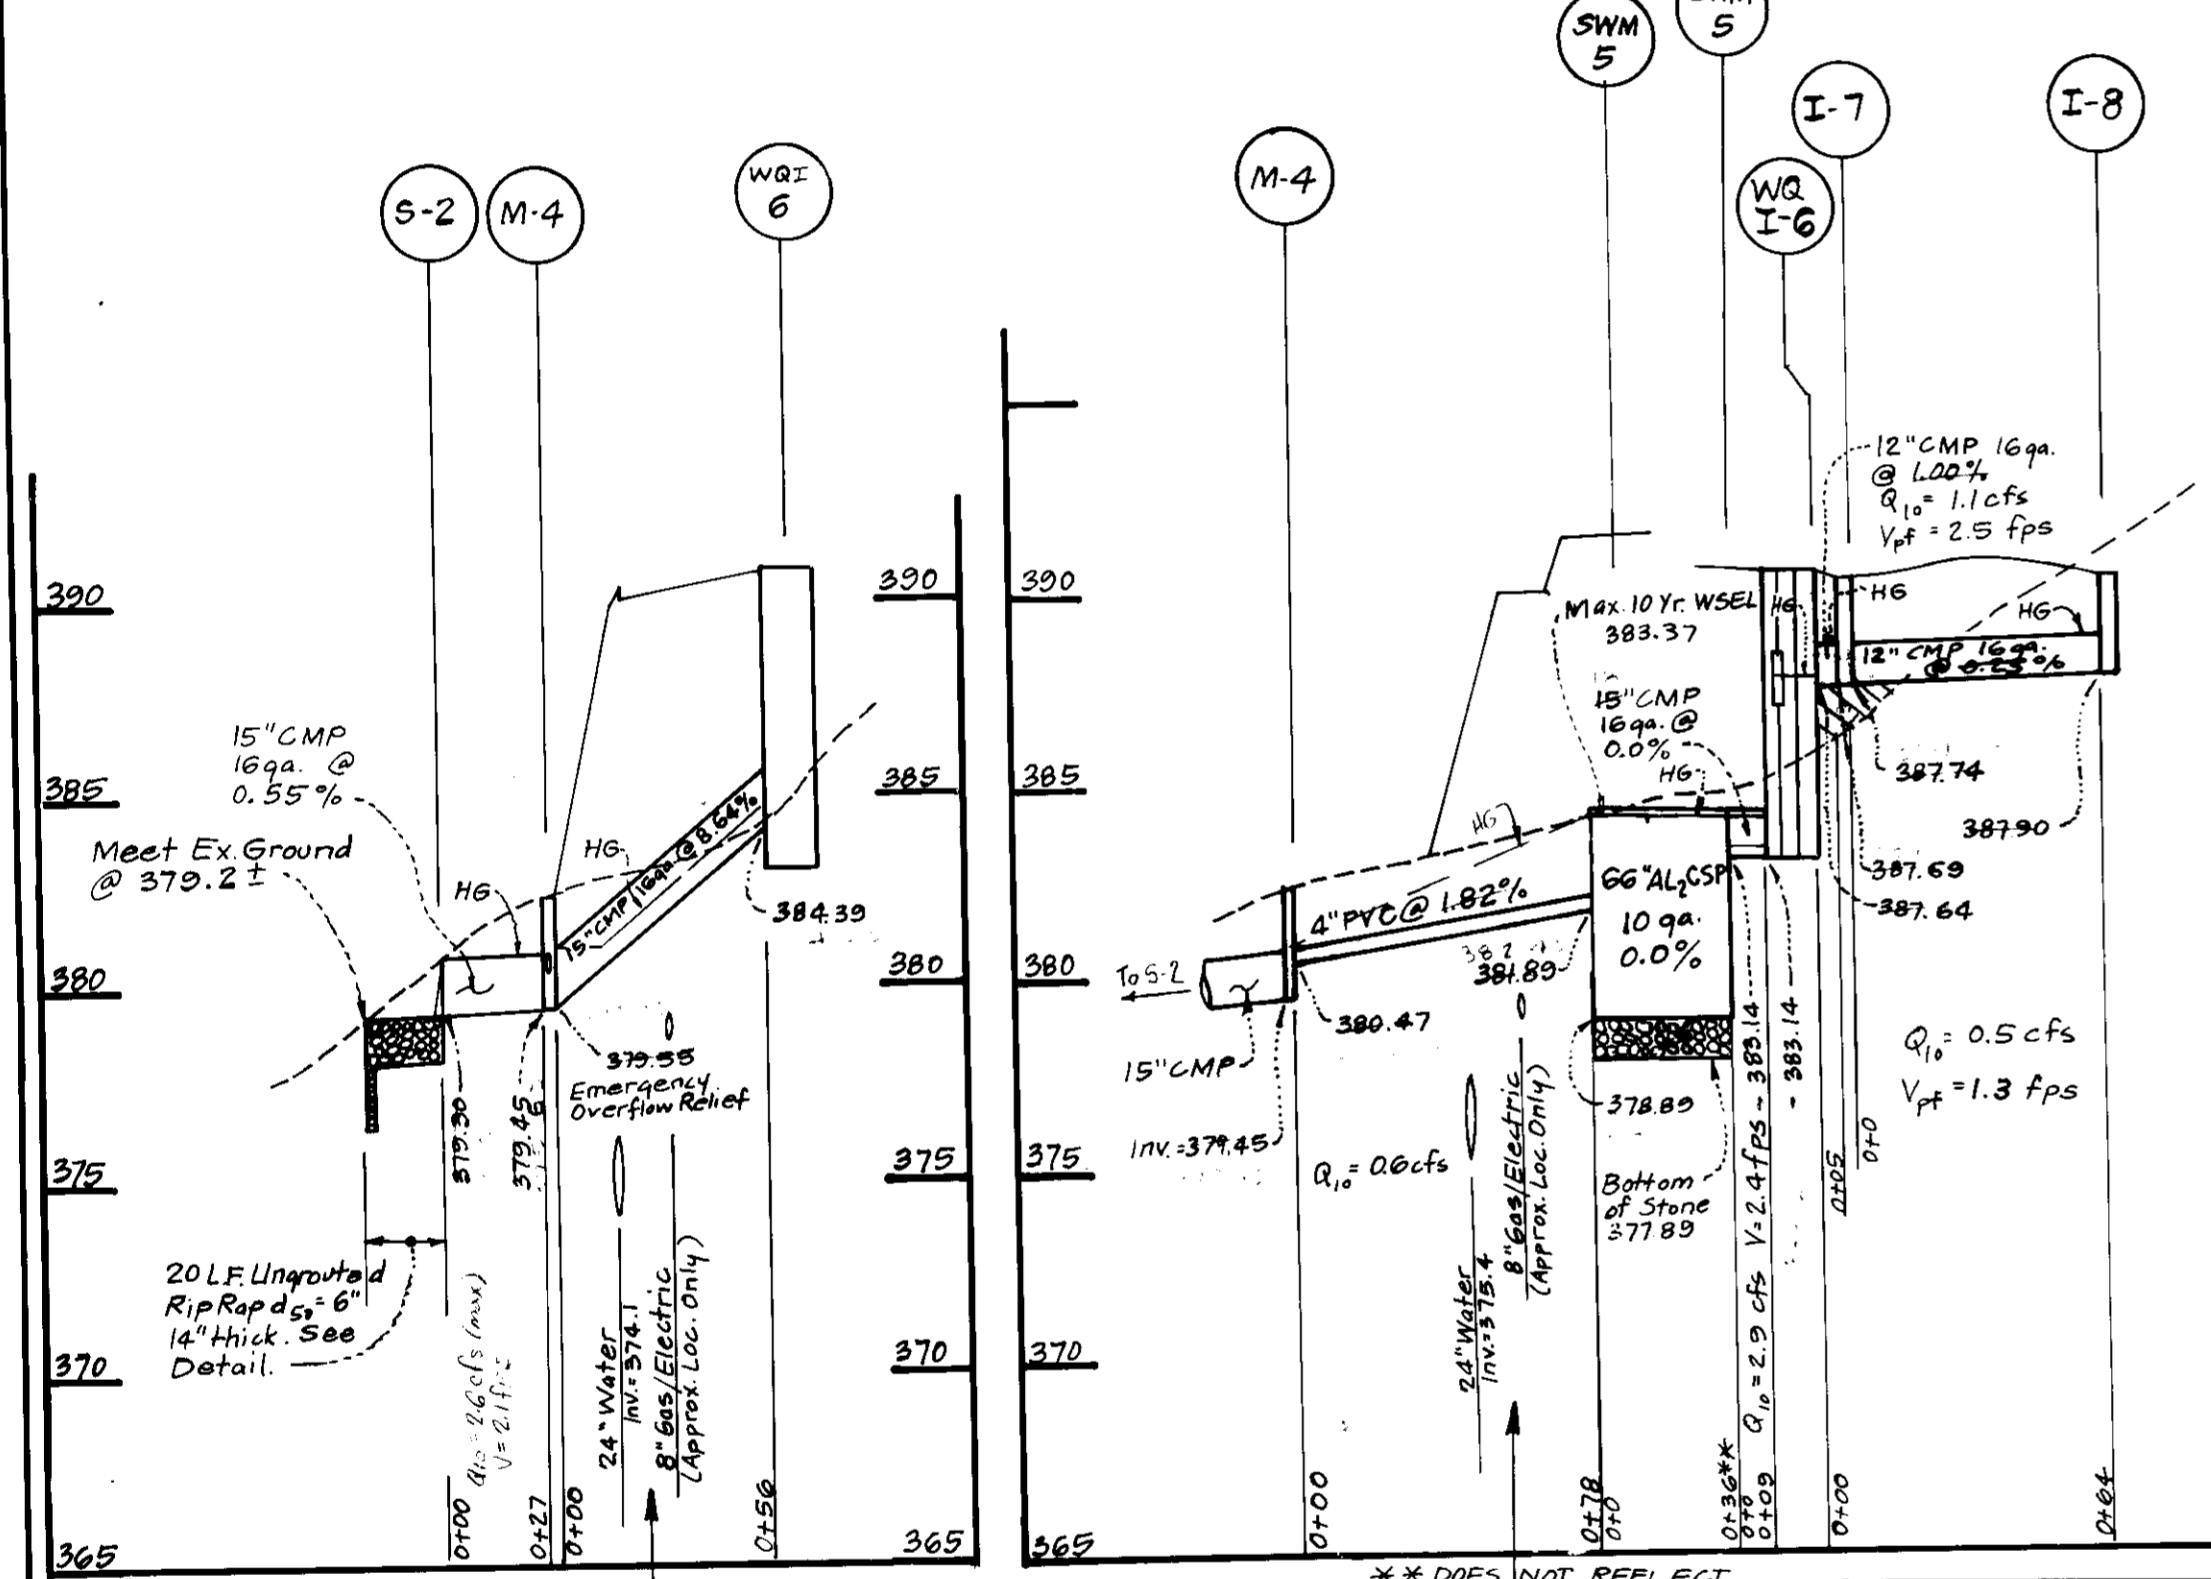 SWM
5
5
I-7
I-8
WQ
I-6
S-2
M-4
WQI
6
M-4
390
385
380
375
370
365
15"CMP
16ga. @
0.55%
Meet Ex. Ground
@ 379.2±
HG
HG
15"CMP 16ga. @ 8.64%
384.39
379.55
Emergency
Overflow Relief
379.30
379.45
20 L.F. Ungrouted
RipRap d50=6"
14" thick. See
Detail.
Q10=2.6cfs (max)
24" Water
Inv.=374.1
8" Gas/Electric
(Approx. Loc. Only)
0+00
0+27
0+00
0+56
390
385
380
375
370
365
390
385
380
375
370
365
12"CMP 16ga.
@ 1.00%
Q10= 1.1cfs
Vpf = 2.5 fps
Max. 10 Yr. WSEL
383.37
HG
HG
HG
12" CMP 16ga.
@ 0.25%
15"CMP
16ga. @
0.0%
HG
HG
387.74
387.90
387.69
387.64
4"PVC @ 1.82%
66"AL2CSP
10 ga.
0.0%
381.89
To S-2
380.47
15"CMP
Inv.=379.45
Q10= 0.6cfs
378.89
Bottom
of Stone
377.89
24" Water
Inv.=375.4
8" Gas/Electric
(Approx. Loc. Only)
Q10=2.9 cfs V=2.4fps - 383.14
- 383.14
Q10= 0.5 cfs
Vpf =1.3 fps
0+0
0+05
0+00
0+78
0+0
0+36**
0+0
0+09
0+00
0+64
** DOES NOT REFLECT